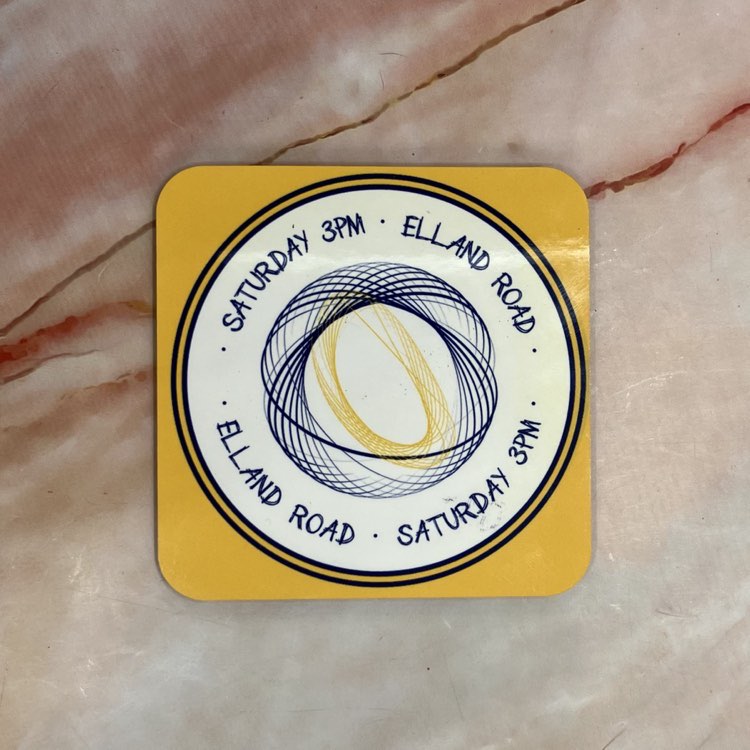 SATURDAY 3PM · ELLAND ROAD ·
ELLAND ROAD · SATURDAY 3PM ·